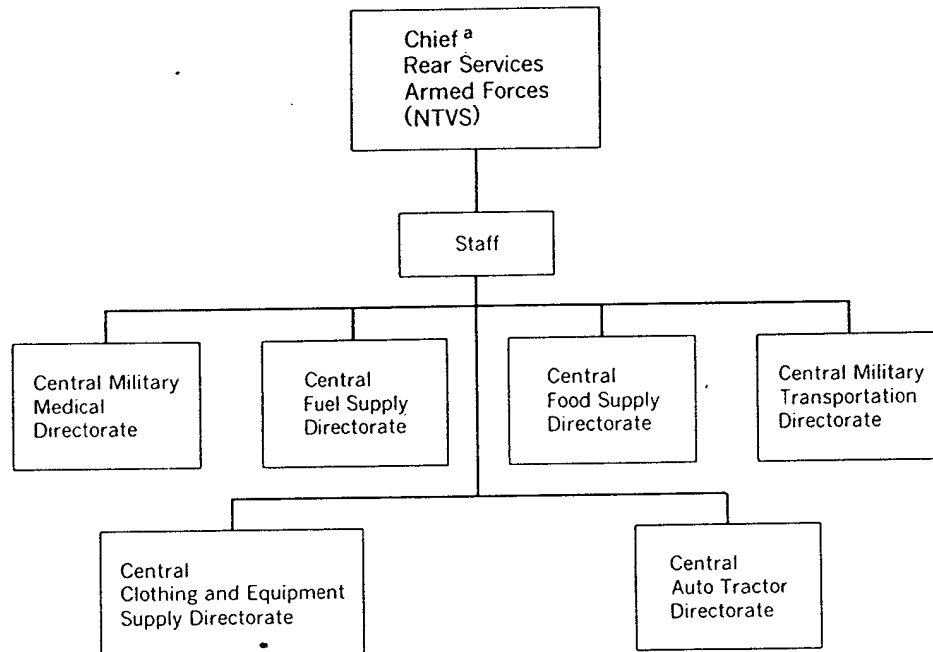 Chief a
Rear Services
Armed Forces
(NTVS)
Staff
Central Military
Medical
Directorate
Central
Fuel Supply
Directorate
Central
Food Supply
Directorate
Central Military
Transportation
Directorate
Central
Clothing and Equipment
Supply Directorate
Central
Auto Tractor
Directorate